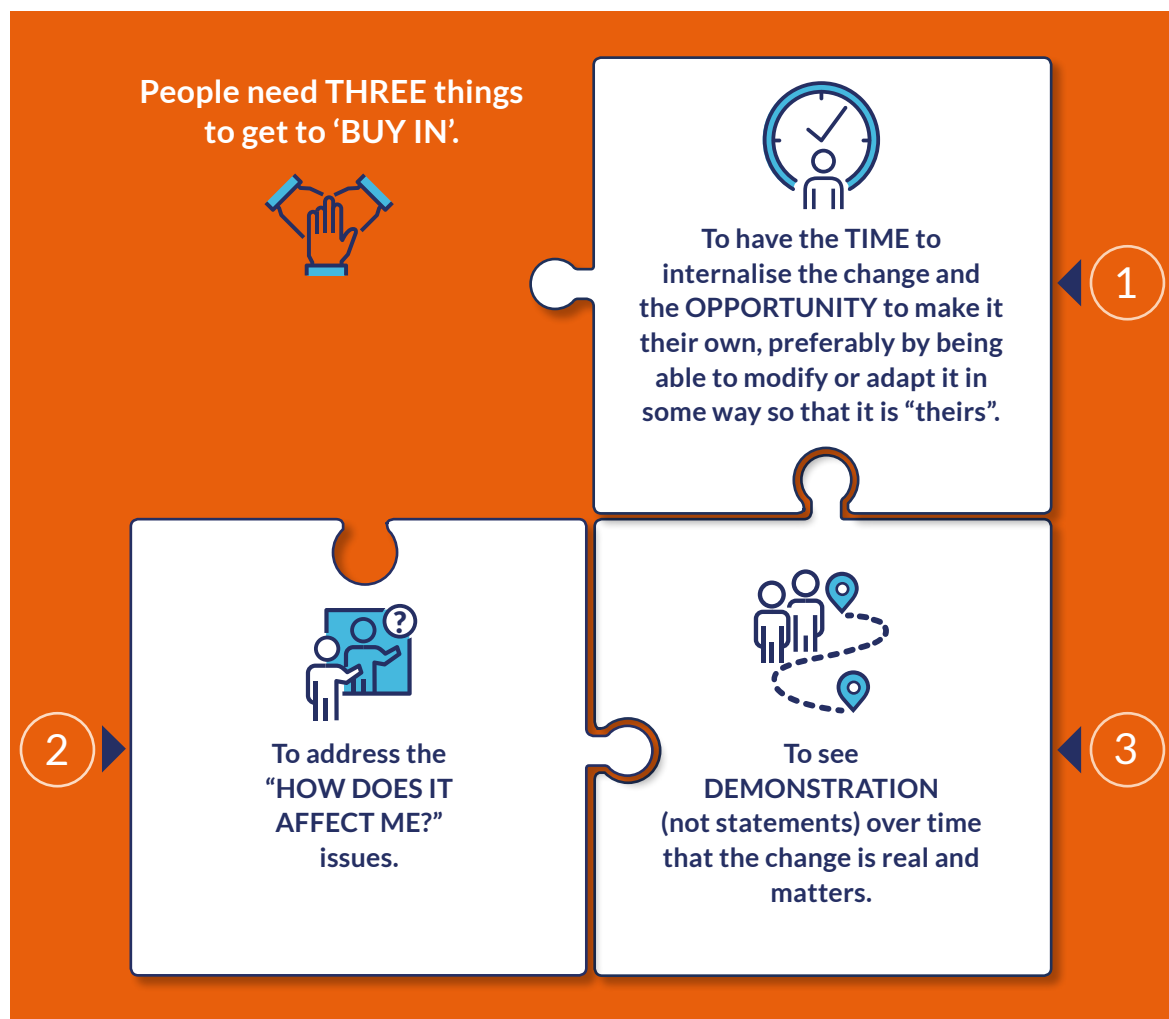 People need THREE things
to get to ‘BUY IN’.
To have the TIME to
internalise the change and
the OPPORTUNITY to make it
their own, preferably by being
able to modify or adapt it in
some way so that it is “theirs”.
1
2
?
To address the
“HOW DOES IT
AFFECT ME?”
issues.
To see
DEMONSTRATION
(not statements) over time
that the change is real and
matters.
3